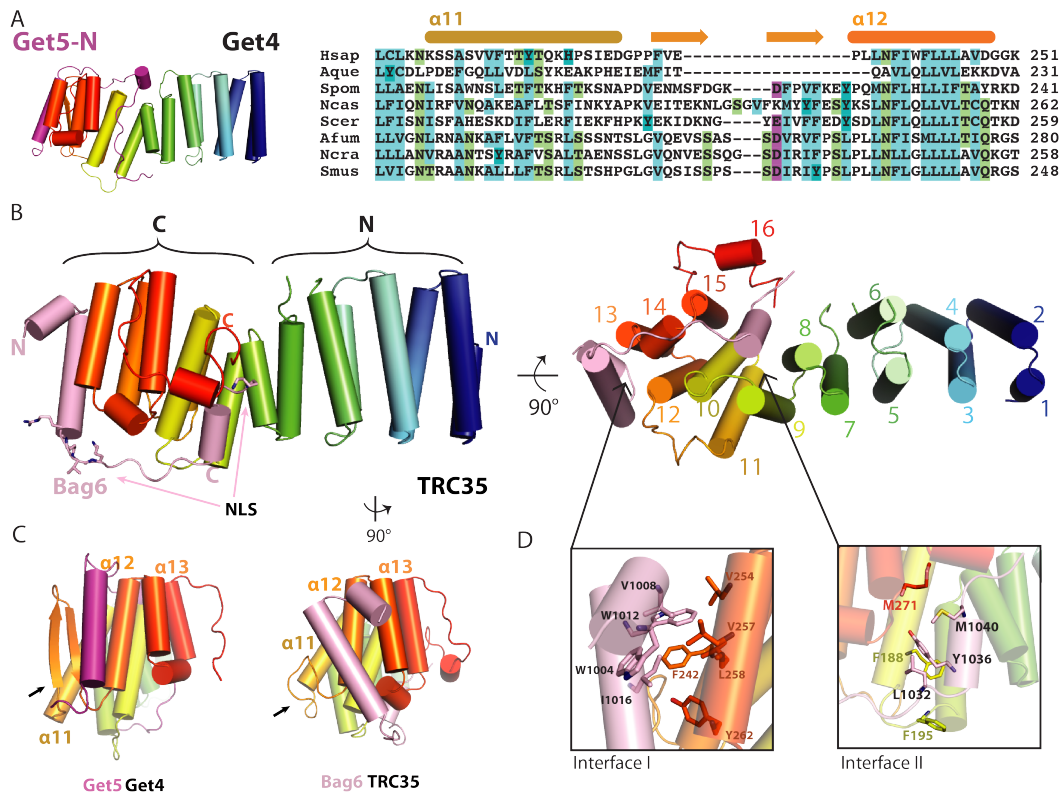 A
Get5-N
Get4
α11
α12
Hsap LCLKNKSSASVVFTTYTQKHPSIEDGPPFVE----------------PLLNFIWFLLLAVDGGK 251
Aque LYCDLPDEFGQLLVDLSYKEAKPHEIEMFIT----------------QAVLQLLVLEKKDVA 231
Spom LLAENLISAWNSLETFTKHFTKSNAPDVENMSFDGK----DFPVFKEYPQMNFLHLLIFTAYRKD 241
Ncas LFIQNIRFVNQAKEAFLTSFINKYAPKVEITEKNLGSGVFKMYYFESYSLINFLQLLVLTCQTKN 262
Scer LFISNISFAHESKDIFLERFIEKFHPKYEKIDKNG----YEIVFFEDYSDLNFLQLLLITCQTKD 259
Afum LLVGNLRNAKAFLVFTSRLSSSNTSLGVQEVSSAS----SDVRVFPSLPLLNFISMLLLTIQRGS 280
Ncra LLLANVRAANTSYRAFVSALTAENSSLGVQNVESSQG---SDIRIFPSLPLLNFLGLLLLAVQKGT 258
Smus LVIGNTRAANKALLLFTSRLSTSHPGLGVQSISSPS----SDIRIYPSLPLLNFLGLLLLAVQRGS 248
B
C
N
N
C
N
C
Bag6
NLS
TRC35
90°
16
15
14
13
12
11
10
9
8
7
6
5
4
3
2
1
90°
C
α12
α13
α11
Get5 Get4
α12
α13
α11
Bag6 TRC35
D
V1008
W1012
W1004
I1016
V254
V257
F242
L258
Y262
Interface I
M271
M1040
F188
Y1036
L1032
F195
Interface II